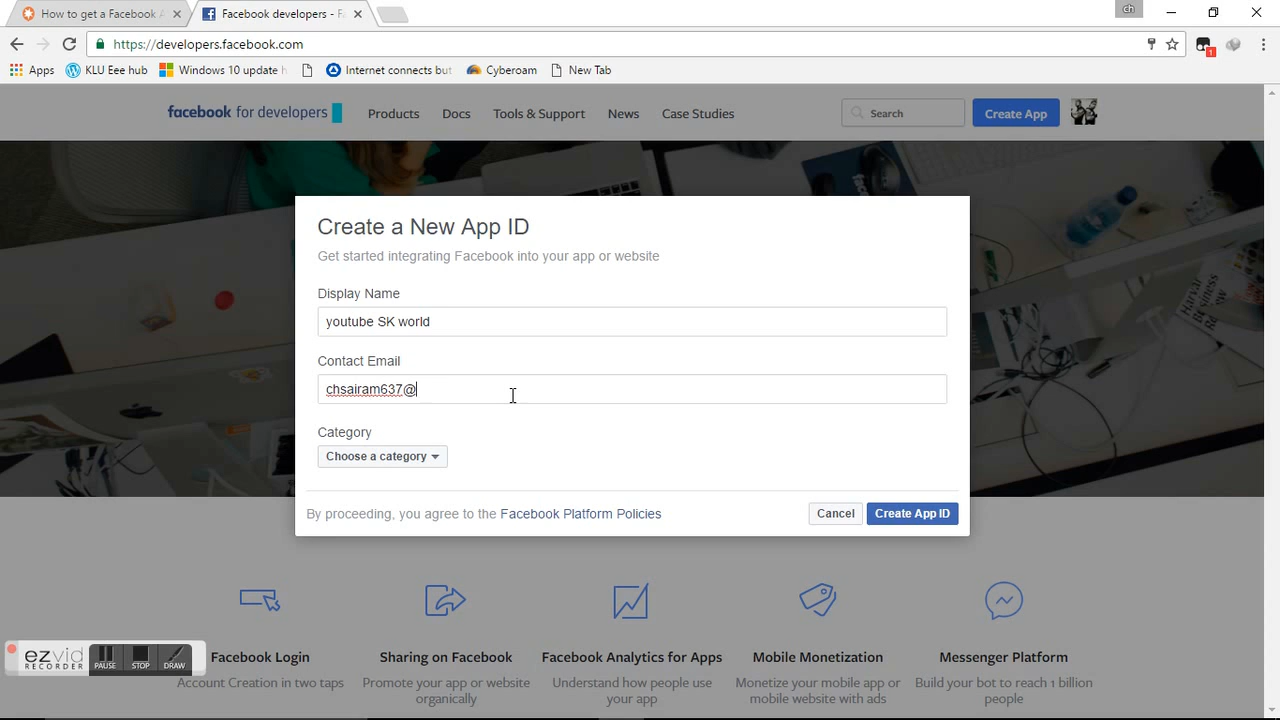 How to get a Facebook A
Facebook developers - F
ch
https://developers.facebook.com
Apps
KLU Eee hub
Windows 10 update h
Internet connects but
Cyberoam
New Tab
1
facebook for developers
Products
Docs
Tools & Support
News
Case Studies
Search
Create App
Create a New App ID
Get started integrating Facebook into your app or website
Display Name
youtube SK world
Contact Email
chsairam637@
Category
Choose a category
By proceeding, you agree to the Facebook Platform Policies
Cancel
Create App ID
Harvard
Business
ezvid
RECORDER
PAUSE
STOP
DRAW
Facebook Login
Account Creation in two taps
Sharing on Facebook
Promote your app or website
organically
Facebook Analytics for Apps
Understand how people use
your app
Mobile Monetization
Monetize your mobile app or
mobile website with ads
Messenger Platform
Build your bot to reach 1 billion
people